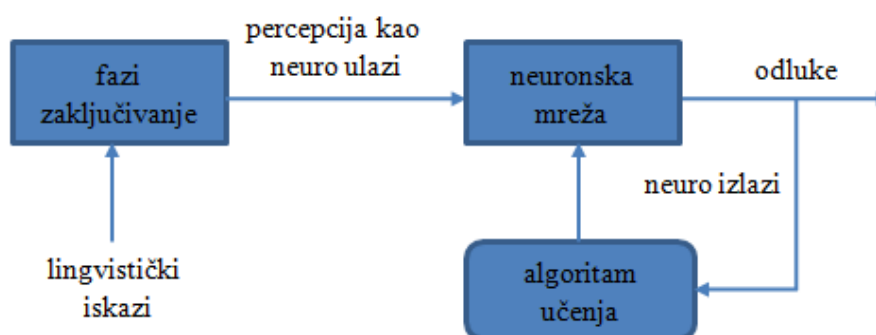 percepcija kao
neuro ulazi
fazi
zaključivanje
neuronska
mreža
odluke
neuro izlazi
lingvistički
iskazi
algoritam
učenja